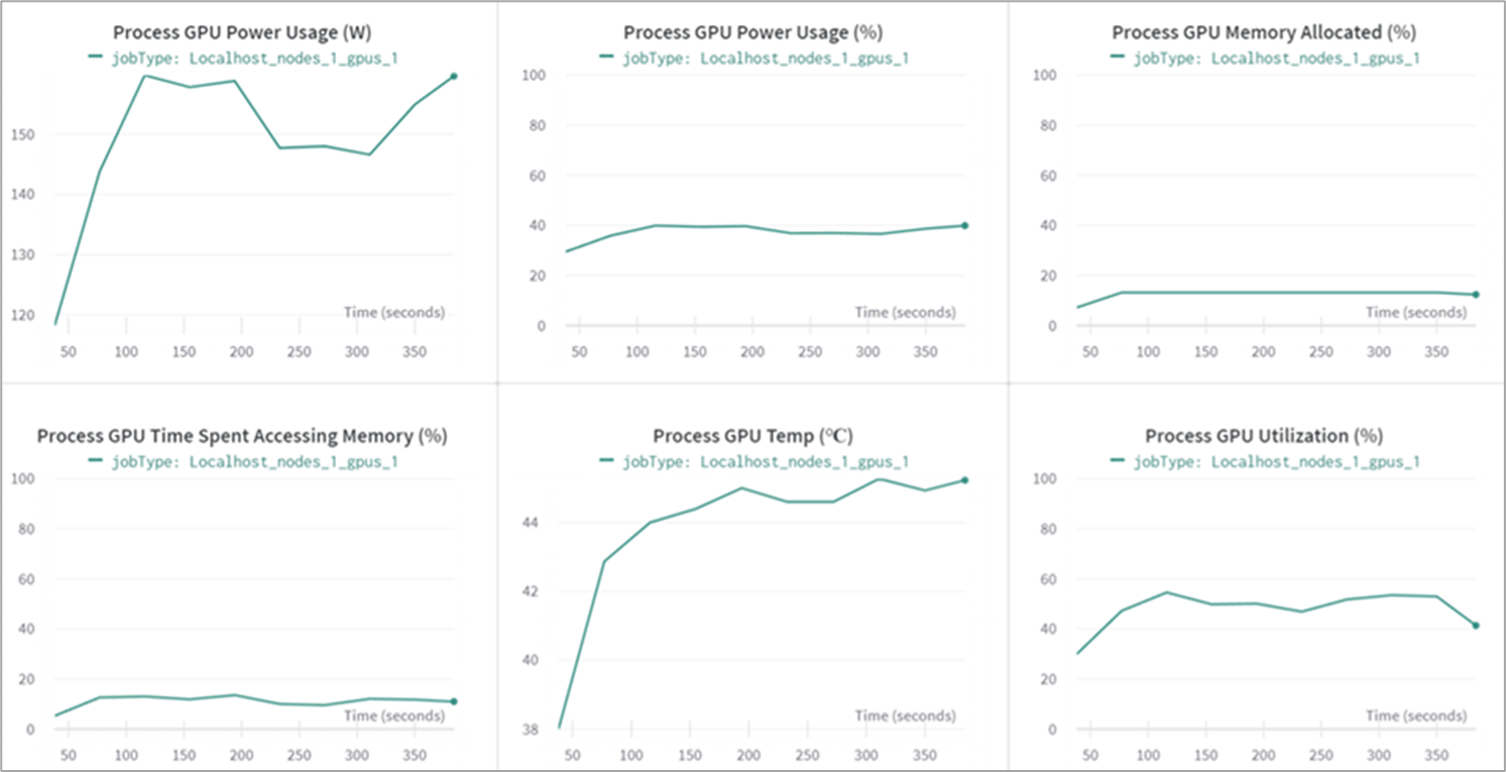 Process GPU Power Usage (W)
jobType: Localhost_nodes_1_gpus_1
150
140
130
120
Time (seconds)
50 100 150 200 250 300 350
Process GPU Power Usage (%)
jobType: Localhost_nodes_1_gpus_1
100
80
60
40
20
0
Time (seconds)
50 100 150 200 250 300 350
Process GPU Memory Allocated (%)
jobType: Localhost_nodes_1_gpus_1
100
80
60
40
20
0
Time (seconds)
50 100 150 200 250 300 350
Process GPU Time Spent Accessing Memory (%)
jobType: Localhost_nodes_1_gpus_1
100
80
60
40
20
0
Time (seconds)
50 100 150 200 250 300 350
Process GPU Temp (℃)
jobType: Localhost_nodes_1_gpus_1
44
42
40
38
Time (seconds)
50 100 150 200 250 300 350
Process GPU Utilization (%)
jobType: Localhost_nodes_1_gpus_1
100
80
60
40
20
0
Time (seconds)
50 100 150 200 250 300 350